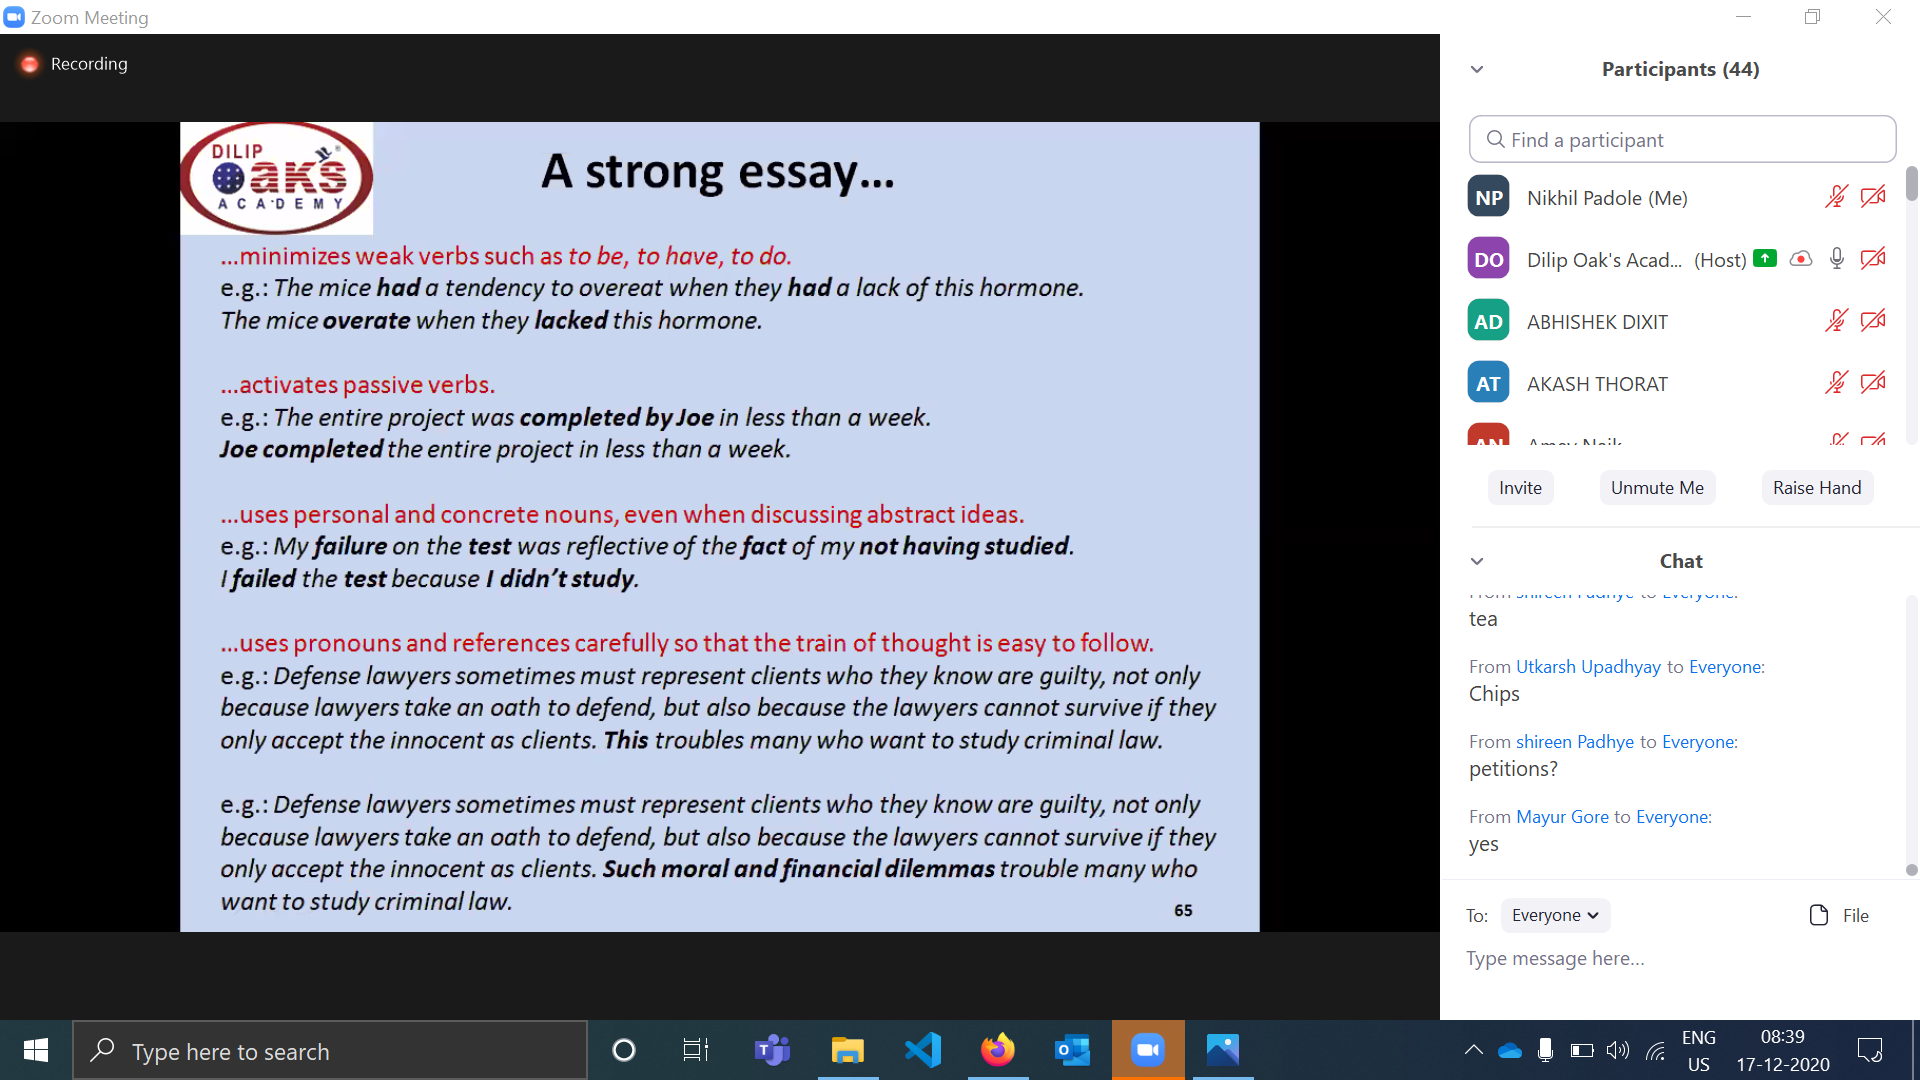 Zoom Meeting
Recording
DILIP
oaks
ACADEMY
A strong essay...
...minimizes weak verbs such as to be, to have, to do.
e.g.: The mice had a tendency to overeat when they had a lack of this hormone.
The mice overate when they lacked this hormone.
...activates passive verbs.
e.g.: The entire project was completed by Joe in less than a week.
Joe completed the entire project in less than a week.
...uses personal and concrete nouns, even when discussing abstract ideas.
e.g.: My failure on the test was reflective of the fact of my not having studied.
I failed the test because I didn't study.
...uses pronouns and references carefully so that the train of thought is easy to follow.
e.g.: Defense lawyers sometimes must represent clients who they know are guilty, not only
because lawyers take an oath to defend, but also because the lawyers cannot survive if they
only accept the innocent as clients. This troubles many who want to study criminal law.
e.g.: Defense lawyers sometimes must represent clients who they know are guilty, not only
because lawyers take an oath to defend, but also because the lawyers cannot survive if they
only accept the innocent as clients. Such moral and financial dilemmas trouble many who
want to study criminal law.
65
Participants (44)
Find a participant
NP Nikhil Padole (Me)
DO Dilip Oak's Acad... (Host)
AD ABHISHEK DIXIT
AT AKASH THORAT
AN Amey Naik
Invite Unmute Me Raise Hand
Chat
From shireen Padhye to Everyone:
tea
From Utkarsh Upadhyay to Everyone:
Chips
From shireen Padhye to Everyone:
petitions?
From Mayur Gore to Everyone:
yes
To: Everyone File
Type message here...
Type here to search
ENG
US
08:39
17-12-2020